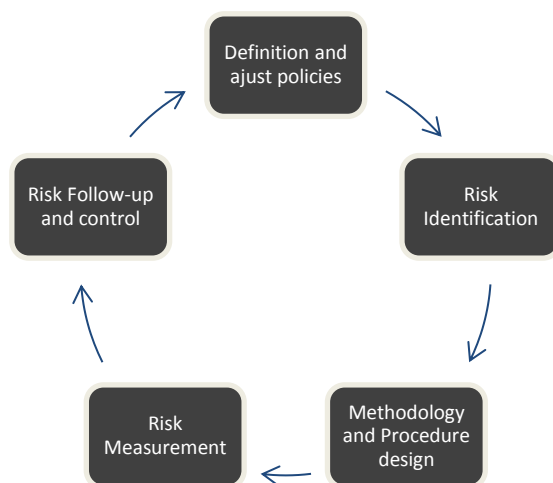 Definition and
ajust policies
Risk
Identification
Methodology
and Procedure
design
Risk
Measurement
Risk Follow-up
and control